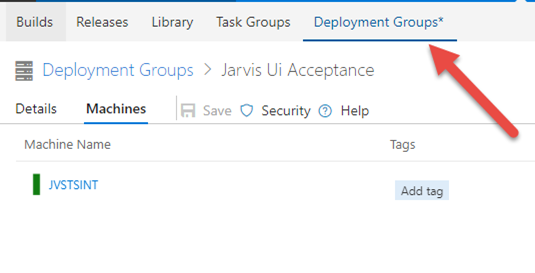 Builds Releases Library Task Groups Deployment Groups*
Deployment Groups > Jarvis Ui Acceptance
Details Machines Save Security ? Help
Machine Name Tags
JVSTSINT Add tag